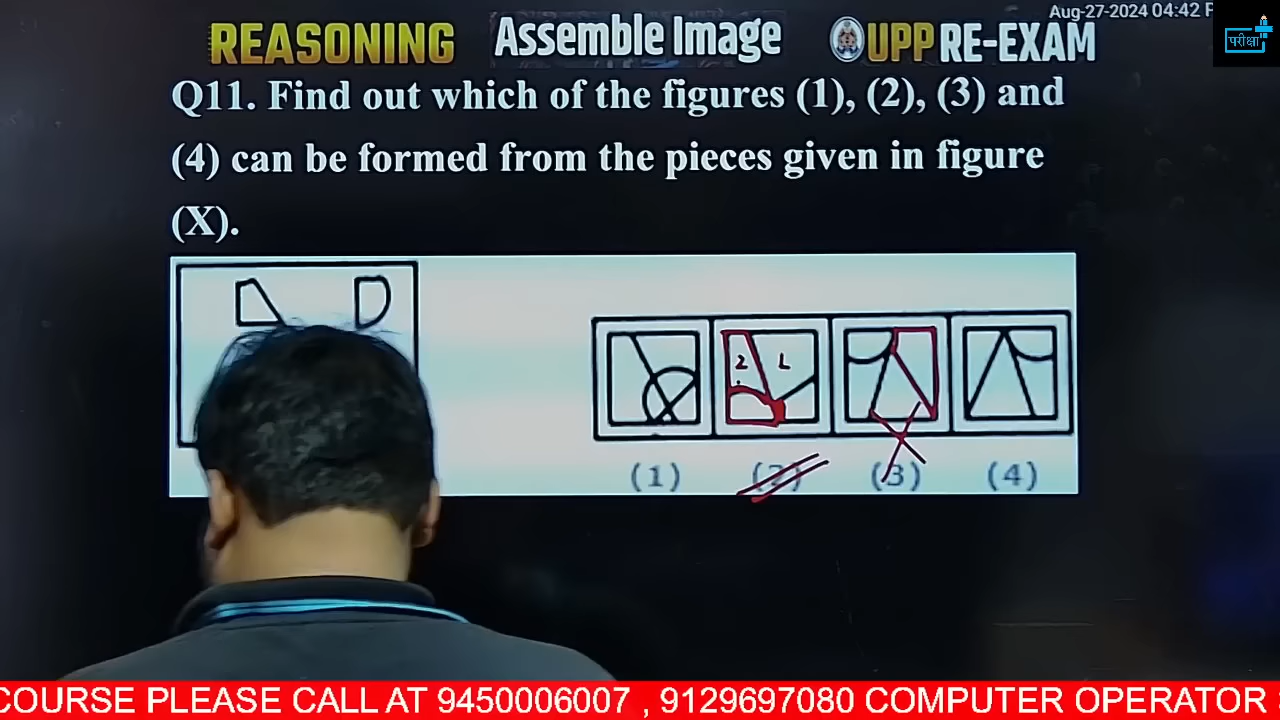 Aug-27-2024 04:42 P
परीक्षा
REASONING Assemble Image UPP RE-EXAM
Q11. Find out which of the figures (1), (2), (3) and
(4) can be formed from the pieces given in figure
(X).
2 L
(1) (2) (3) (4)
COURSE PLEASE CALL AT 9450006007 , 9129697080 COMPUTER OPERATOR